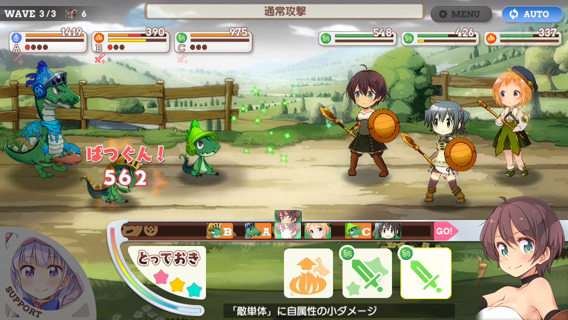 WAVE 3/3 6
通常攻撃
MENU
AUTO
1419 390 975 548 426 337
A B C
ばつぐん!
562
B A C GO!
とっておき
SUPPORT
「敵単体」に自属性の小ダメージ